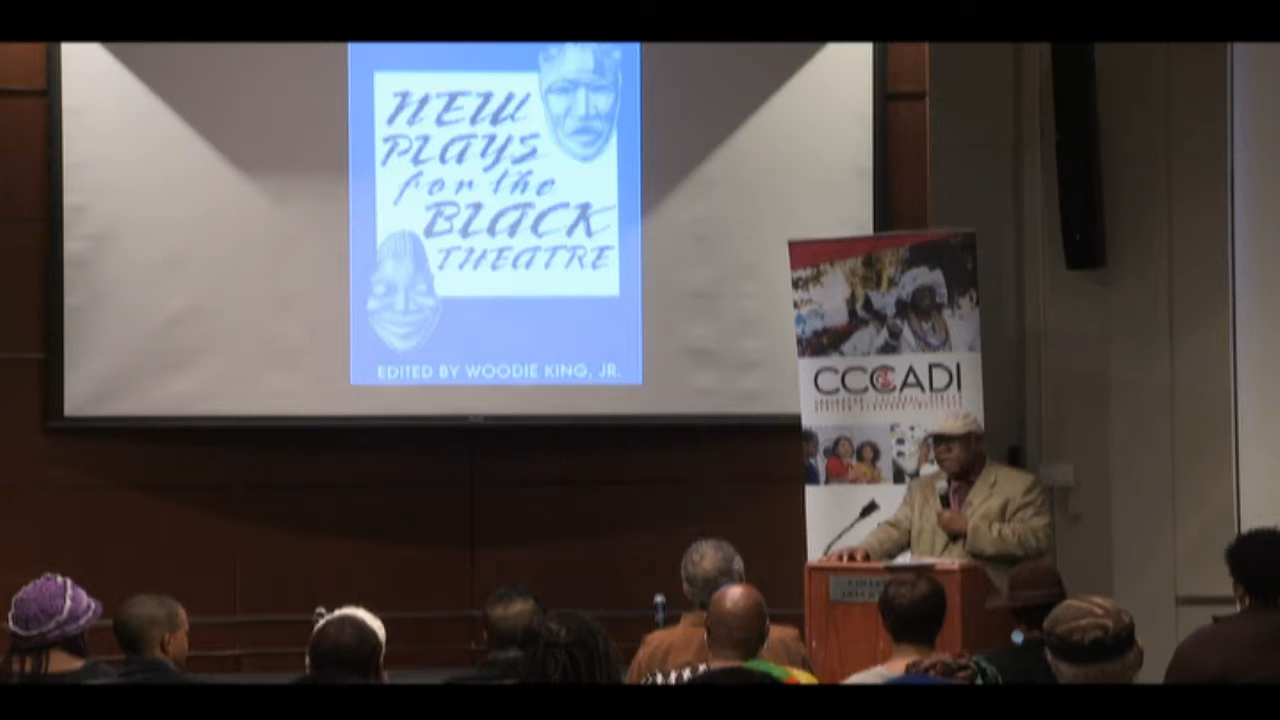 NEW
PLAYS
for the
BLACK
THEATRE
EDITED BY WOODIE KING, JR.
CCCADI